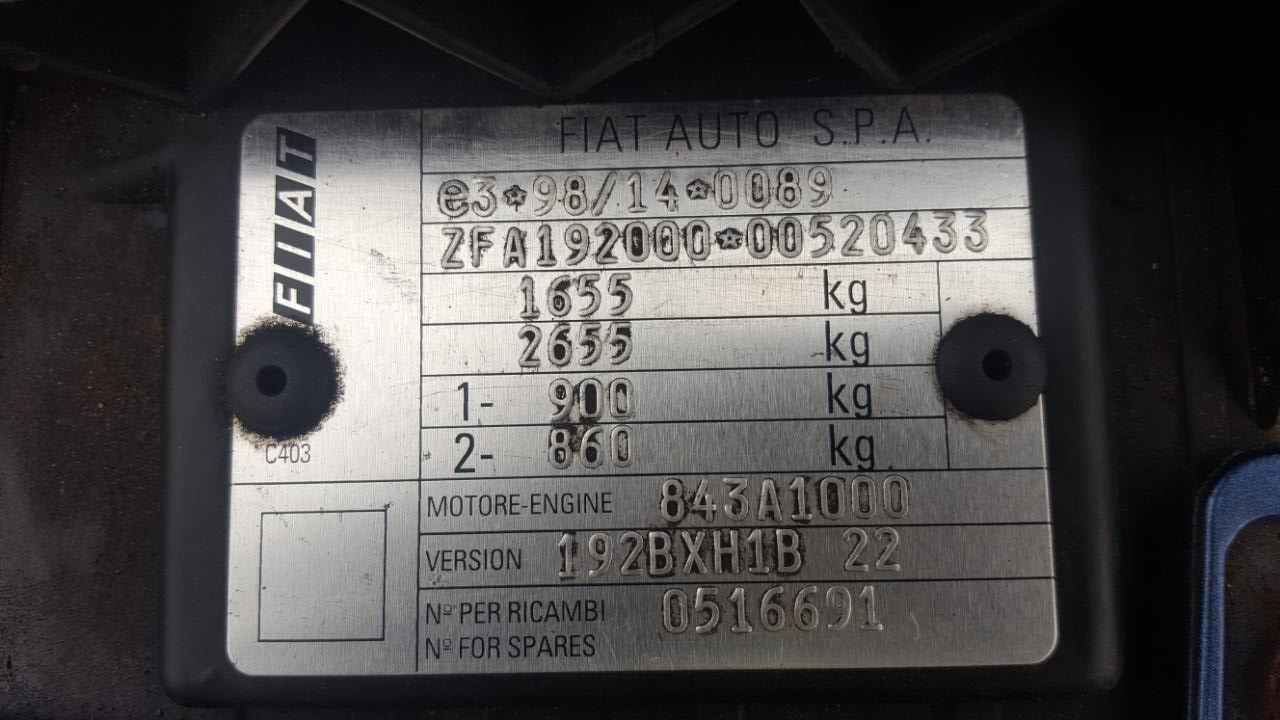 FIAT
FIAT AUTO S.P.A.
e3*98/14*0089
ZFA192000*00520433
1655 kg
2655 kg
1- 900 kg
2- 860 kg
C403
MOTORE-ENGINE 843A1000
VERSION 192BXH1B 22
Nº PER RICAMBI 0516691
Nº FOR SPARES